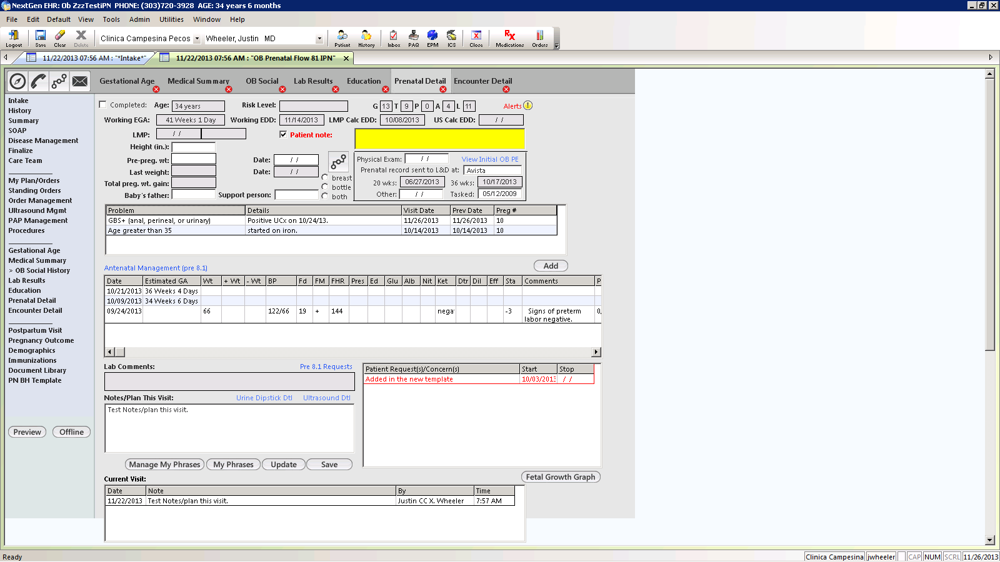 NextGen EHR: Ob ZzzTestiPN PHONE: (303)720-3928 AGE: 34 years 6 months
File Edit Default View Tools Admin Utilities Window Help
Clinica Campesina Pecos Wheeler, Justin MD
Logout Save Clear Delete Patient History Inbox PAQ EPM ICS Close Medications Orders
11/22/2013 07:56 AM : "*Intake*" 11/22/2013 07:56 AM : "OB Prenatal Flow 81 IPN"
Gestational Age Medical Summary OB Social Lab Results Education Prenatal Detail Encounter Detail
Intake
History
Summary
SOAP
Disease Management
Finalize
Care Team
My Plan/Orders
Standing Orders
Order Management
Ultrasound Mgmt
PAP Management
Procedures
Gestational Age
Medical Summary
> OB Social History
Lab Results
Education
Prenatal Detail
Encounter Detail
Postpartum Visit
Pregnancy Outcome
Demographics
Immunizations
Document Library
PN BH Template
Preview Offline
Completed: Age: 34 years Risk Level: G 13 T 9 P 0 A 4 L 11 Alerts
Working EGA: 41 Weeks 1 Day Working EDD: 11/14/2013 LMP Calc EDD: 10/08/2013 US Calc EDD: / /
LMP: / / Patient note:
Height (in.):
Pre-preg. wt: Date: / /
Last weight: Date: / /
Total preg. wt. gain:
Baby's father: Support person:
breast
bottle
both
Physical Exam: / / View Initial OB PE
Prenatal record sent to L&D at: Avista
20 wks: 06/27/2013 36 wks: 10/17/2013
Other: / / Tasked: 05/12/2009
Problem Details Visit Date Prev Date Preg #
GBS+ (anal, perineal, or urinary) Positive UCx on 10/24/13. 11/26/2013 11/26/2013 10
Age greater than 35 started on iron. 10/14/2013 10/14/2013 10
Add
Antenatal Management (pre 8.1)
Date Estimated GA Wt + Wt - Wt BP Fd FM FHR Pres Ed Glu Alb Nit Ket Dtr Dil Eff Sta Comments P
10/21/2013 36 Weeks 4 Days
10/09/2013 34 Weeks 6 Days
09/24/2013 66 122/66 19 + 144 nega -3 Signs of preterm 0,
labor negative.
Lab Comments: Pre 8.1 Requests
Notes/Plan This Visit: Urine Dipstick Dtl Ultrasound Dtl
Test Notes/plan this visit.
Manage My Phrases My Phrases Update Save
Patient Request(s)/Concern(s) Start Stop
Added in the new template 10/03/2013 / /
Fetal Growth Graph
Current Visit:
Date Note By Time
11/22/2013 Test Notes/plan this visit. Justin CC X. Wheeler 7:57 AM
Ready Clinica Campesina jwheeler CAP NUM SCRL 11/26/2013